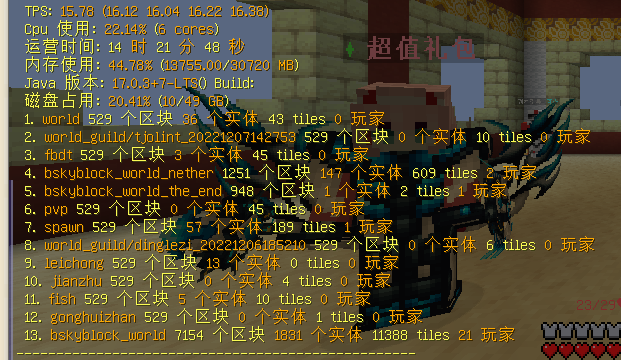 TPS: 15.78 (16.12 16.04 16.22 16.38)
Cpu 使用: 22.14% (6 cores)
运营时间: 14 时 21 分 48 秒
内存使用: 44.78% (13755.00/30720 MB)
Java 版本: 17.0.3+7-LTS() Build:
磁盘占用: 20.41% (10/49 GB)
1. world 529 个区块 36 个实体 43 tiles 0 玩家
2. world_guild/tjolint_20221207142753 529 个区块 0 个实体 10 tiles 0 玩家
3. fbdt 529 个区块 3 个实体 45 tiles 0 玩家
4. bskyblock_world_nether 1251 个区块 147 个实体 609 tiles 2 玩家
5. bskyblock_world_the_end 948 个区块 1 个实体 2 tiles 1 玩家
6. pvp 529 个区块 0 个实体 45 tiles 0 玩家
7. spawn 529 个区块 57 个实体 189 tiles 1 玩家
8. world_guild/dinglezi_20221206185210 529 个区块 0 个实体 6 tiles 0 玩家
9. leichong 529 个区块 13 个实体 0 tiles 0 玩家
10. jianzhu 529 个区块 0 个实体 4 tiles 0 玩家
11. fish 529 个区块 5 个实体 10 tiles 0 玩家
12. gonghuizhan 529 个区块 0 个实体 1 tiles 0 玩家
13. bskyblock_world 7154 个区块 1831 个实体 11388 tiles 21 玩家
超值礼包